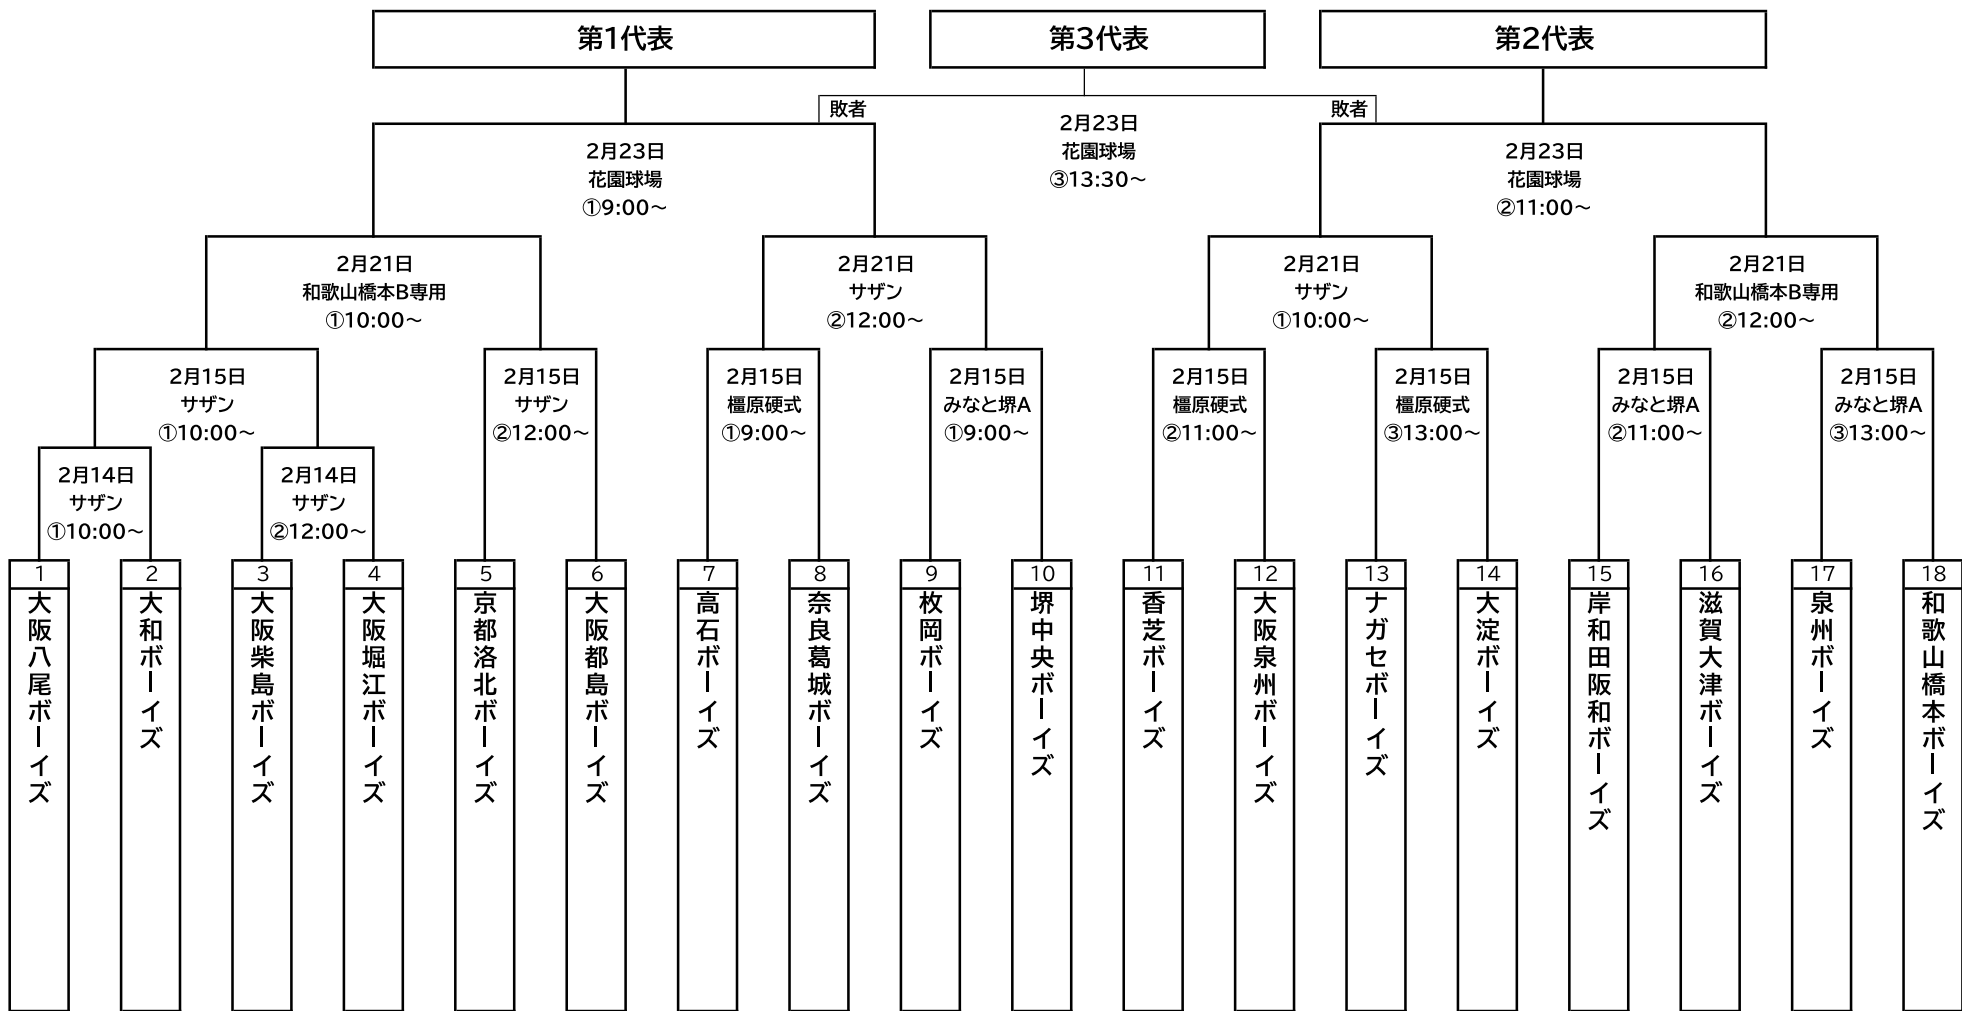 第1代表
第3代表
第2代表
敗者
敗者
2月23日
花園球場
①9:00～
2月23日
花園球場
③13:30～
2月23日
花園球場
②11:00～
2月21日
和歌山橋本B専用
①10:00～
2月21日
サザン
②12:00～
2月21日
サザン
①10:00～
2月21日
和歌山橋本B専用
②12:00～
2月15日
サザン
①10:00～
2月15日
サザン
②12:00～
2月15日
橿原硬式
①9:00～
2月15日
みなと堺A
①9:00～
2月15日
橿原硬式
②11:00～
2月15日
橿原硬式
③13:00～
2月15日
みなと堺A
②11:00～
2月15日
みなと堺A
③13:00～
2月14日
サザン
①10:00～
2月14日
サザン
②12:00～
1
大阪八尾ボーイズ
2
大和ボーイズ
3
大阪柴島ボーイズ
4
大阪堀江ボーイズ
5
京都洛北ボーイズ
6
大阪都島ボーイズ
7
高石ボーイズ
8
奈良葛城ボーイズ
9
枚岡ボーイズ
10
堺中央ボーイズ
11
香芝ボーイズ
12
大阪泉州ボーイズ
13
ナガセボーイズ
14
大淀ボーイズ
15
岸和田阪和ボーイズ
16
滋賀大津ボーイズ
17
泉州ボーイズ
18
和歌山橋本ボーイズ